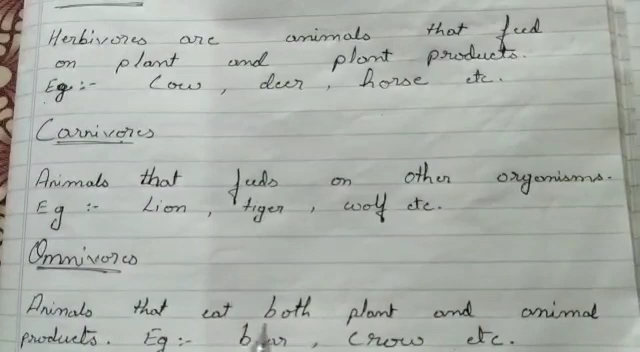 Herbivores are animals that feed
on plant and plant products.
Eg :- Cow, deer, horse etc.
Carnivores
Animals that feeds on other organisms.
Eg :- Lion, tiger, wolf etc.
Omnivores
Animals that eat both plant and animal
products. Eg :- , Crow etc.